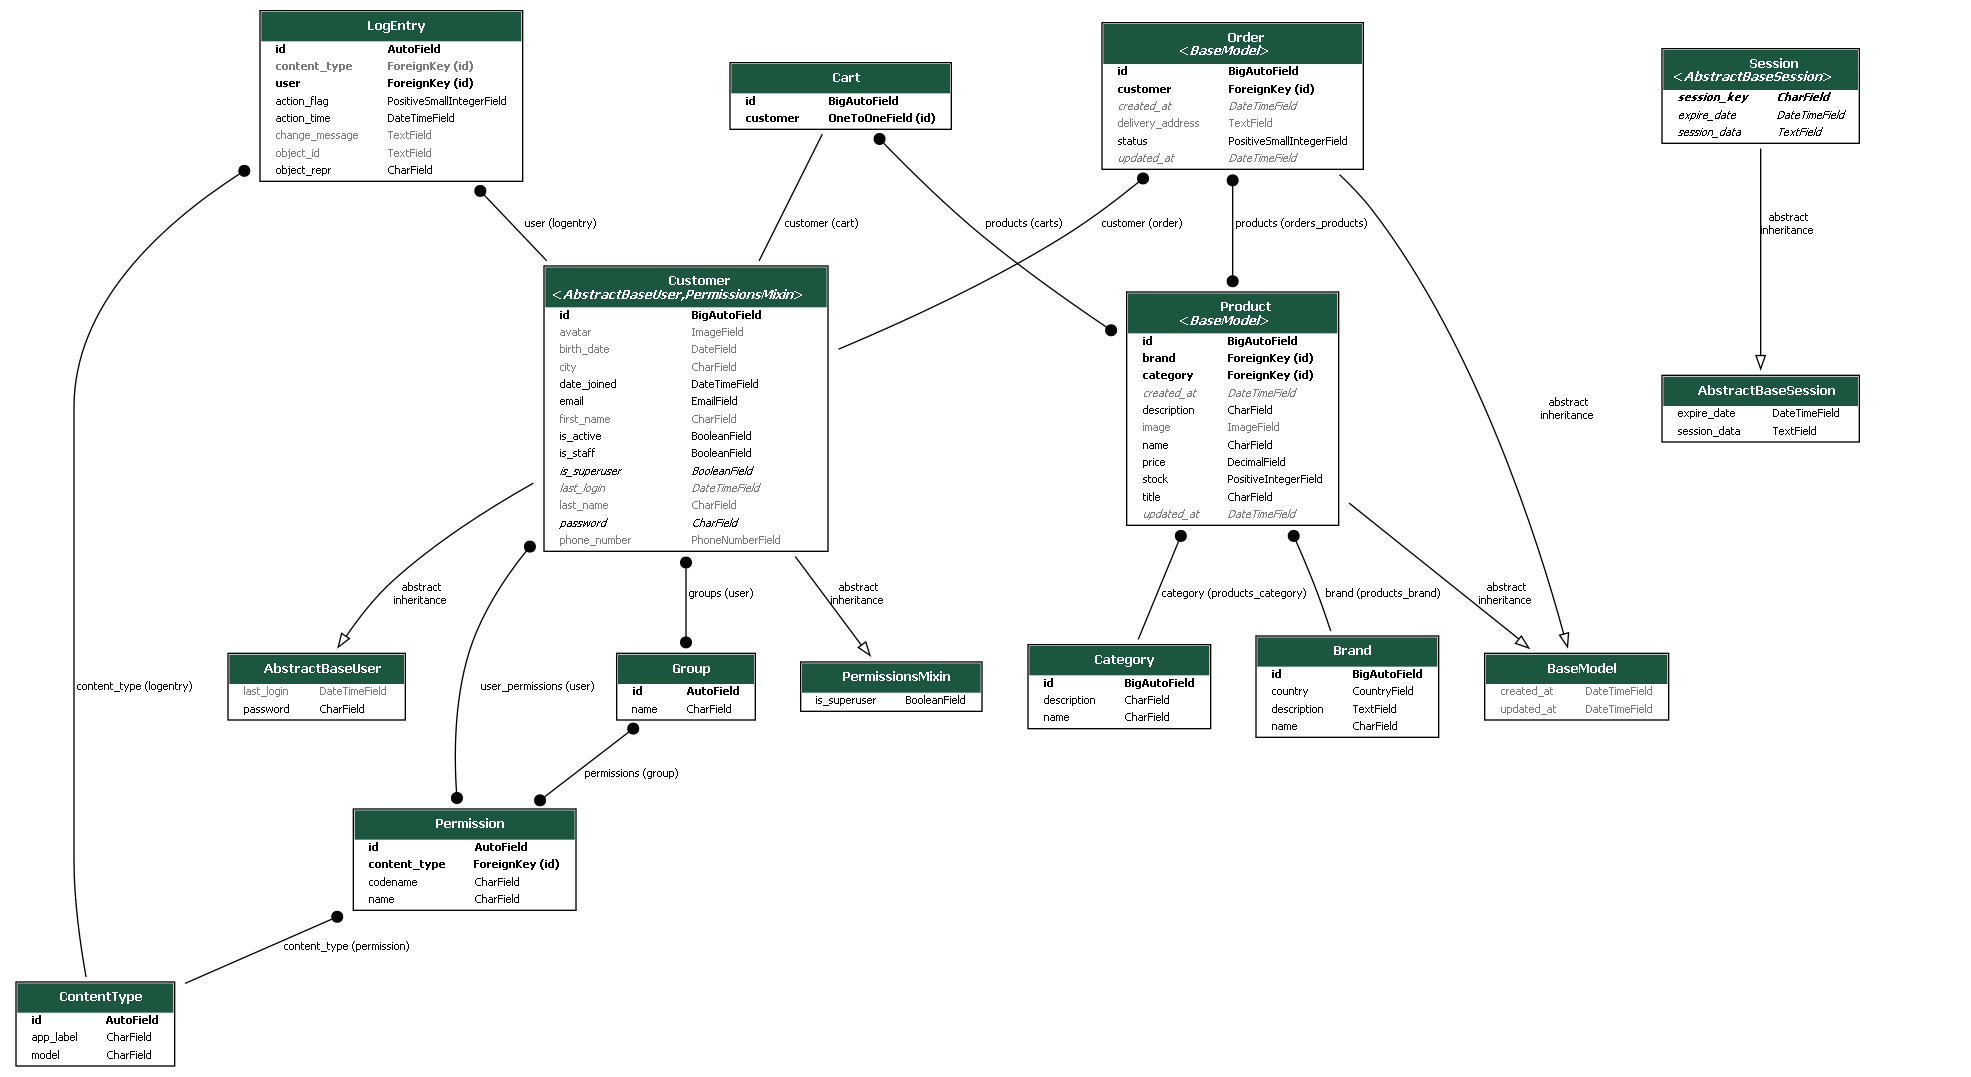 LogEntry
id AutoField
content_type ForeignKey (id)
user ForeignKey (id)
action_flag PositiveSmallIntegerField
action_time DateTimeField
change_message TextField
object_id TextField
object_repr CharField
Cart
id BigAutoField
customer OneToOneField (id)
Order
<BaseModel>
id BigAutoField
customer ForeignKey (id)
created_at DateTimeField
delivery_address TextField
status PositiveSmallIntegerField
updated_at DateTimeField
Session
<AbstractBaseSession>
session_key CharField
expire_date DateTimeField
session_data TextField
user (logentry)
customer (cart)
products (carts)
customer (order)
products (orders_products)
abstract
inheritance
Customer
<AbstractBaseUser,PermissionsMixin>
id BigAutoField
avatar ImageField
birth_date DateField
city CharField
date_joined DateTimeField
email EmailField
first_name CharField
is_active BooleanField
is_staff BooleanField
is_superuser BooleanField
last_login DateTimeField
last_name CharField
password CharField
phone_number PhoneNumberField
Product
<BaseModel>
id BigAutoField
brand ForeignKey (id)
category ForeignKey (id)
created_at DateTimeField
description CharField
image ImageField
name CharField
price DecimalField
stock PositiveIntegerField
title CharField
updated_at DateTimeField
abstract
inheritance
AbstractBaseSession
expire_date DateTimeField
session_data TextField
abstract
inheritance
groups (user)
abstract
inheritance
category (products_category)
brand (products_brand)
abstract
inheritance
content_type (logentry)
AbstractBaseUser
last_login DateTimeField
password CharField
user_permissions (user)
Group
id AutoField
name CharField
PermissionsMixin
is_superuser BooleanField
Category
id BigAutoField
description CharField
name CharField
Brand
id BigAutoField
country CountryField
description TextField
name CharField
BaseModel
created_at DateTimeField
updated_at DateTimeField
permissions (group)
Permission
id AutoField
content_type ForeignKey (id)
codename CharField
name CharField
content_type (permission)
ContentType
id AutoField
app_label CharField
model CharField